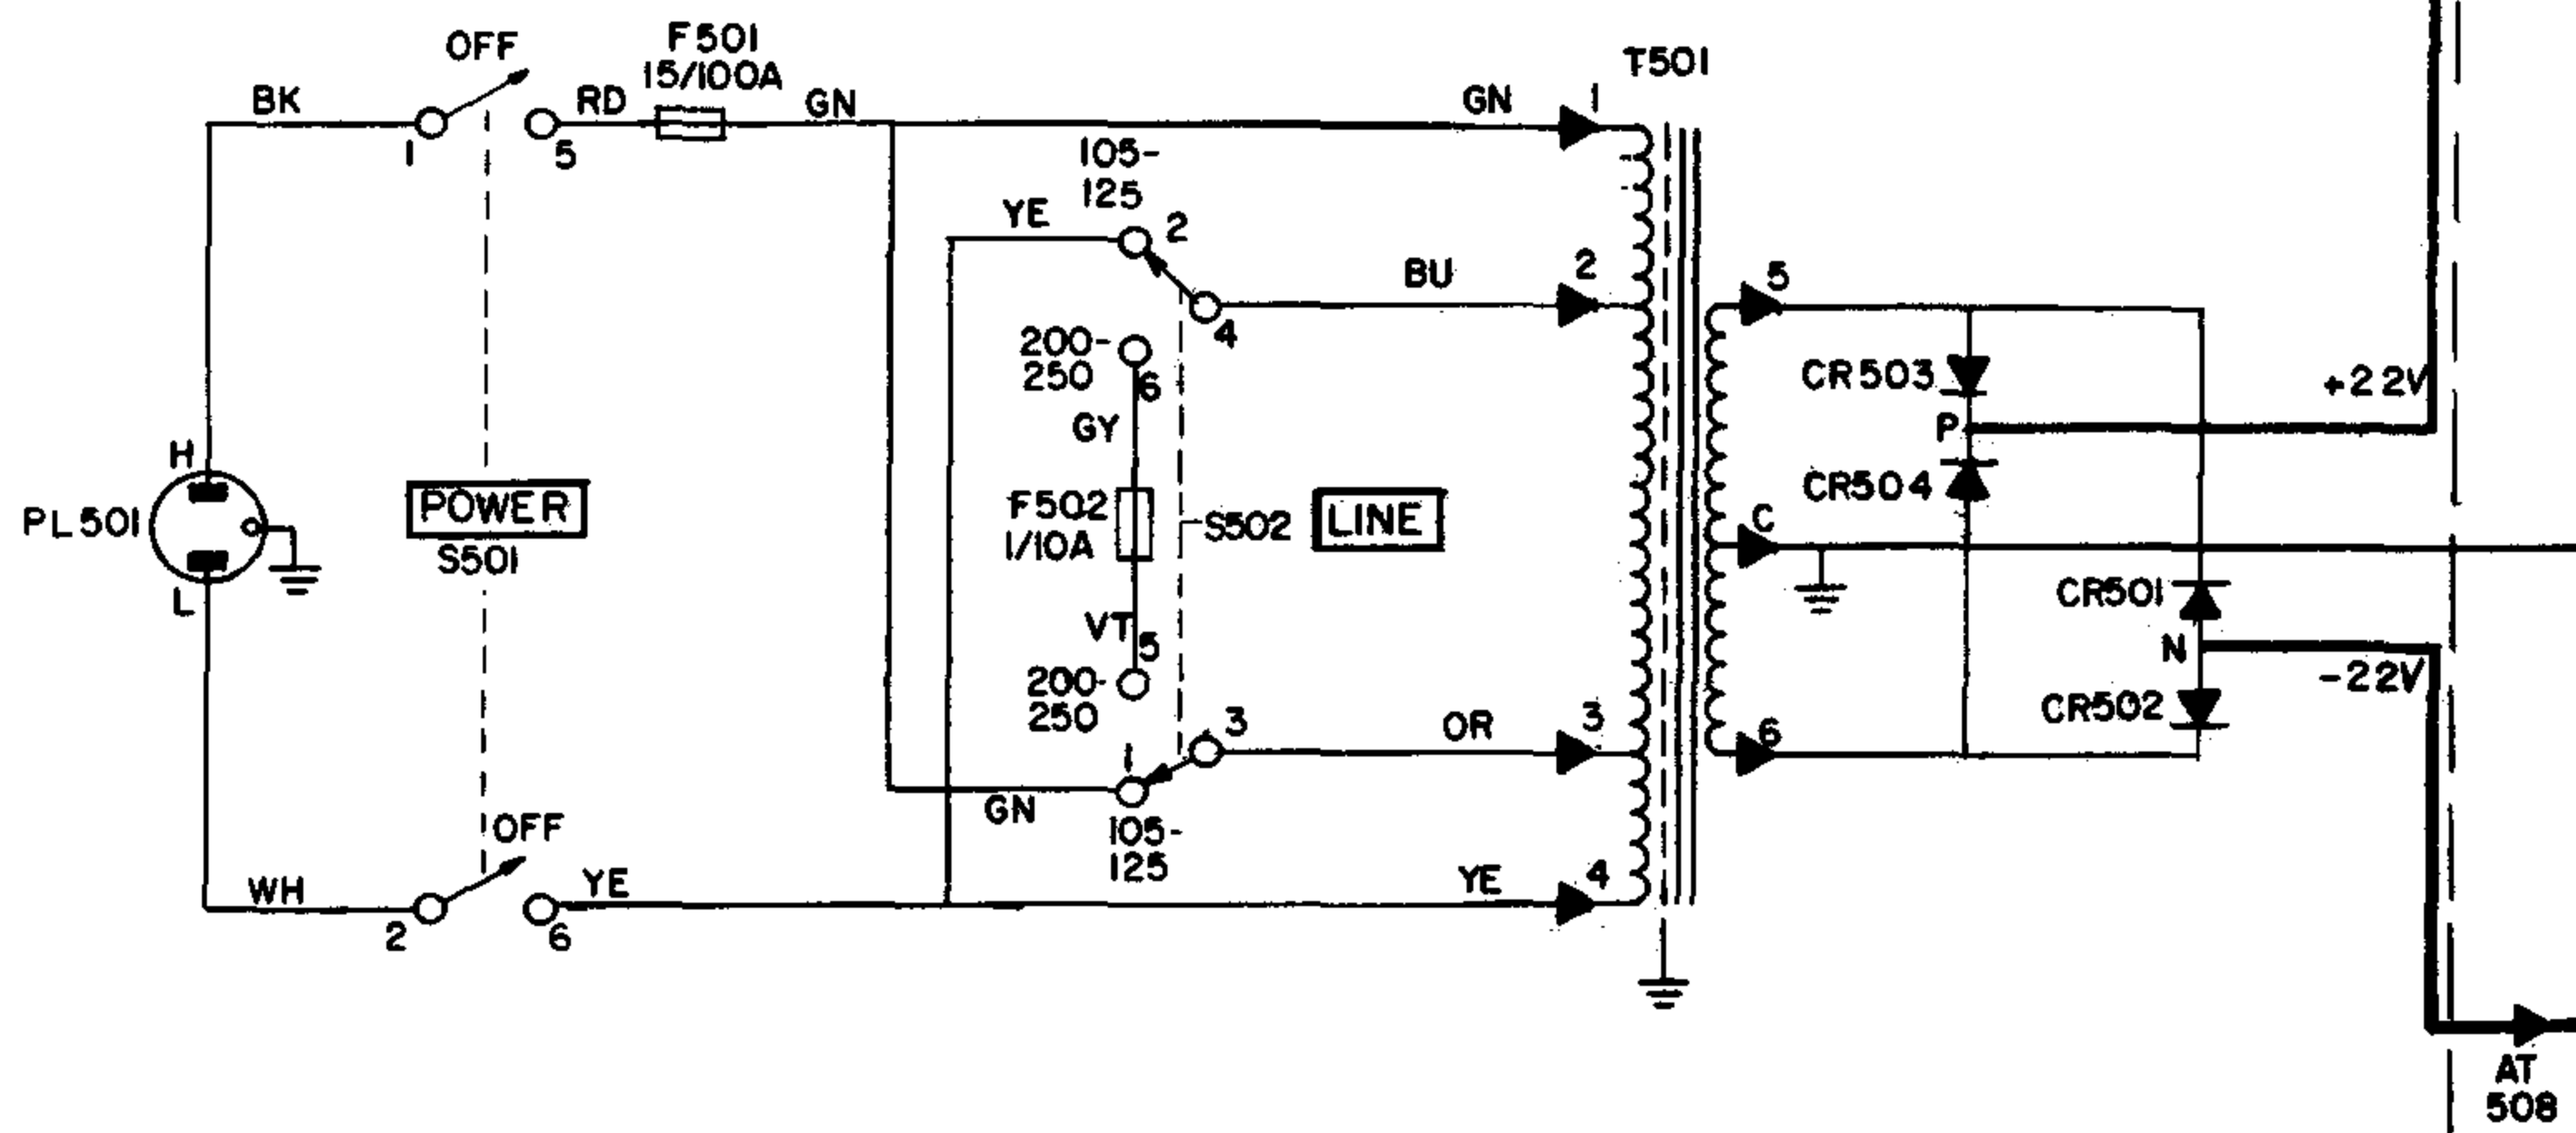 OFF
F501
15/100A
BK
RD
GN
1
5
GN
1
T501
105-
125
YE
2
4
BU
2
5
200-
250
6
GY
CR503
+22V
P
CR504
H
PL501
L
POWER
S501
F502
1/10A
S502
LINE
C
CR501
VT
5
N
-22V
200-
250
CR502
1
3
OR
3
6
GN
105-
125
OFF
WH
YE
YE
4
2
6
AT
508